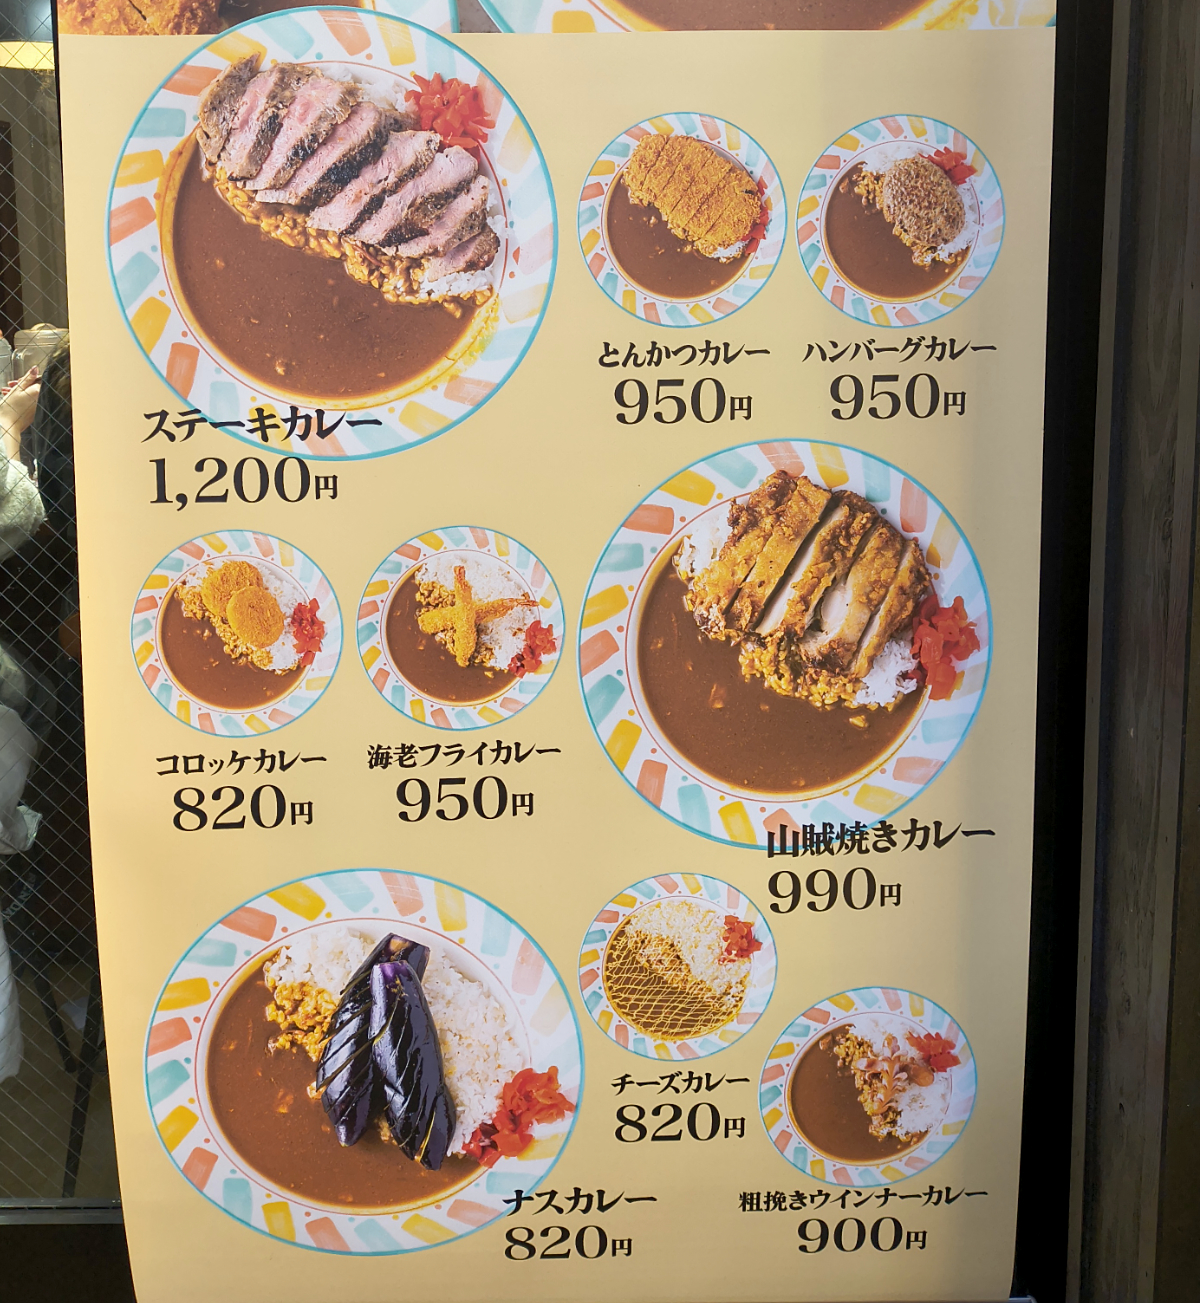 とんかつカレー
950円
ハンバーグカレー
950円
ステーキカレー
1,200円
コロッケカレー
820円
海老フライカレー
950円
山賊焼きカレー
990円
チーズカレー
820円
ナスカレー
820円
粗挽きウインナーカレー
900円